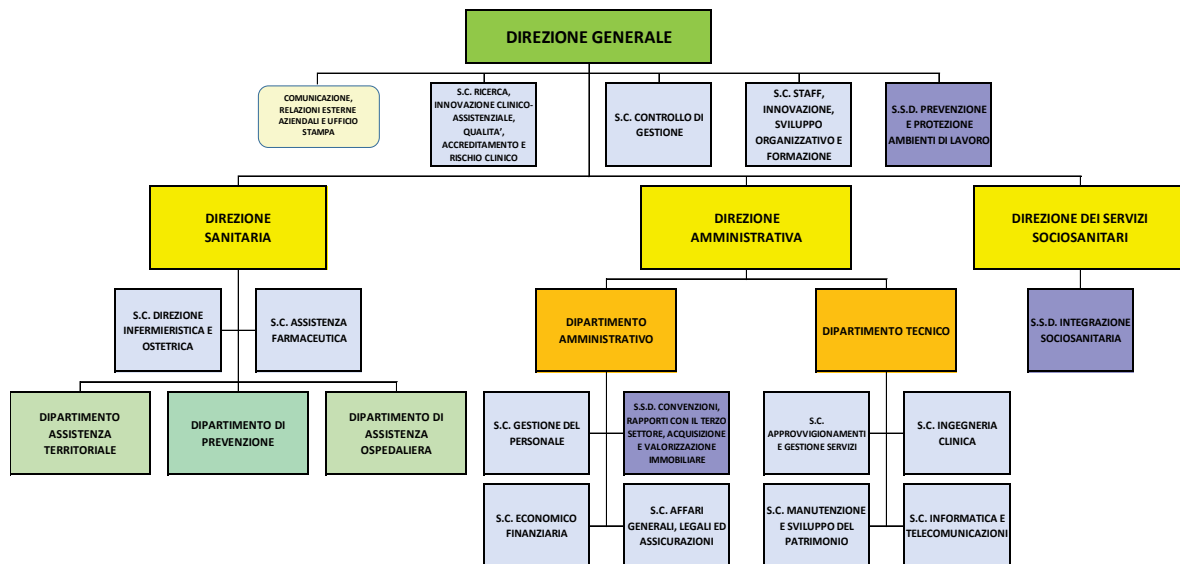 DIREZIONE GENERALE
COMUNICAZIONE,
RELAZIONI ESTERNE
AZIENDALI E UFFICIO
STAMPA
S.C. RICERCA,
INNOVAZIONE CLINICO-
ASSISTENZIALE,
QUALITA’,
ACCREDITAMENTO E
RISCHIO CLINICO
S.C. CONTROLLO DI
GESTIONE
S.C. STAFF,
INNOVAZIONE,
SVILUPPO
ORGANIZZATIVO E
FORMAZIONE
S.S.D. PREVENZIONE
E PROTEZIONE
AMBIENTI DI LAVORO
DIREZIONE
SANITARIA
DIREZIONE
AMMINISTRATIVA
DIREZIONE DEI SERVIZI
SOCIOSANITARI
S.C. DIREZIONE
INFERMIERISTICA E
OSTETRICA
S.C. ASSISTENZA
FARMACEUTICA
DIPARTIMENTO
AMMINISTRATIVO
DIPARTIMENTO TECNICO
S.S.D. INTEGRAZIONE
SOCIOSANITARIA
DIPARTIMENTO
ASSISTENZA
TERRITORIALE
DIPARTIMENTO DI
PREVENZIONE
DIPARTIMENTO DI
ASSISTENZA
OSPEDALIERA
S.C. GESTIONE DEL
PERSONALE
S.S.D. CONVENZIONI,
RAPPORTI CON IL TERZO
SETTORE, ACQUISIZIONE
E VALORIZZAZIONE
IMMOBILIARE
S.C.
APPROVVIGIONAMENTI
E GESTIONE SERVIZI
S.C. INGEGNERIA
CLINICA
S.C. ECONOMICO
FINANZIARIA
S.C. AFFARI
GENERALI, LEGALI ED
ASSICURAZIONI
S.C. MANUTENZIONE
E SVILUPPO DEL
PATRIMONIO
S.C. INFORMATICA E
TELECOMUNICAZIONI